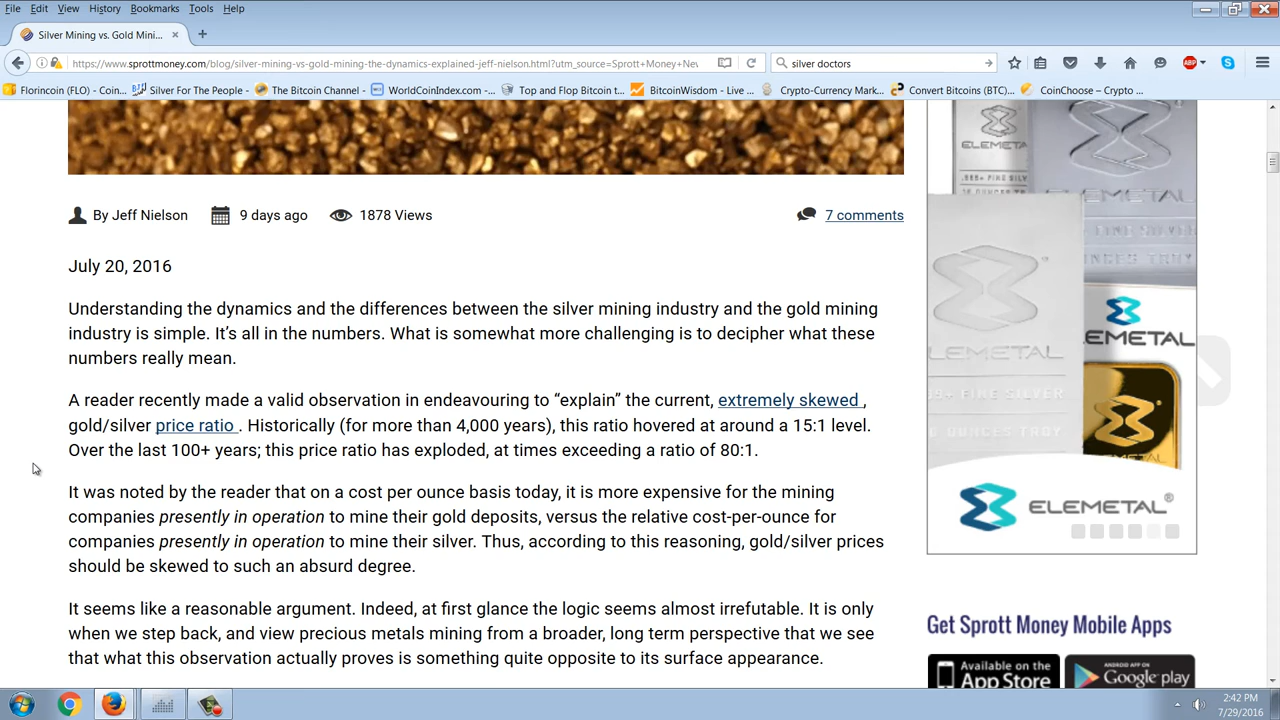 File Edit View History Bookmarks Tools Help
Silver Mining vs. Gold Mini...
https://www.sprottmoney.com/blog/silver-mining-vs-gold-mining-the-dynamics-explained-jeff-nielson.html?utm_source=Sprott+Money+Nev
silver doctors
ABP
Florincoin (FLO) - Coin...
Silver For The People -
The Bitcoin Channel -
WorldCoinIndex.com -...
Top and Flop Bitcoin t...
BitcoinWisdom - Live ...
Crypto-Currency Mark...
Convert Bitcoins (BTC)...
CoinChoose – Crypto ...
By Jeff Nielson
9 days ago
1878 Views
7 comments
July 20, 2016
Understanding the dynamics and the differences between the silver mining industry and the gold mining
industry is simple. It’s all in the numbers. What is somewhat more challenging is to decipher what these
numbers really mean.
A reader recently made a valid observation in endeavouring to “explain” the current, extremely skewed ,
gold/silver price ratio . Historically (for more than 4,000 years), this ratio hovered at around a 15:1 level.
Over the last 100+ years; this price ratio has exploded, at times exceeding a ratio of 80:1.
It was noted by the reader that on a cost per ounce basis today, it is more expensive for the mining
companies presently in operation to mine their gold deposits, versus the relative cost-per-ounce for
companies presently in operation to mine their silver. Thus, according to this reasoning, gold/silver prices
should be skewed to such an absurd degree.
It seems like a reasonable argument. Indeed, at first glance the logic seems almost irrefutable. It is only
when we step back, and view precious metals mining from a broader, long term perspective that we see
that what this observation actually proves is something quite opposite to its surface appearance.
ELEMETAL
ELEMETAL
ELEMETAL
ELEMETAL
ELEMETAL®
Get Sprott Money Mobile Apps
Available on the
App Store
ANDROID APP ON
Google play
2:42 PM
7/29/2016